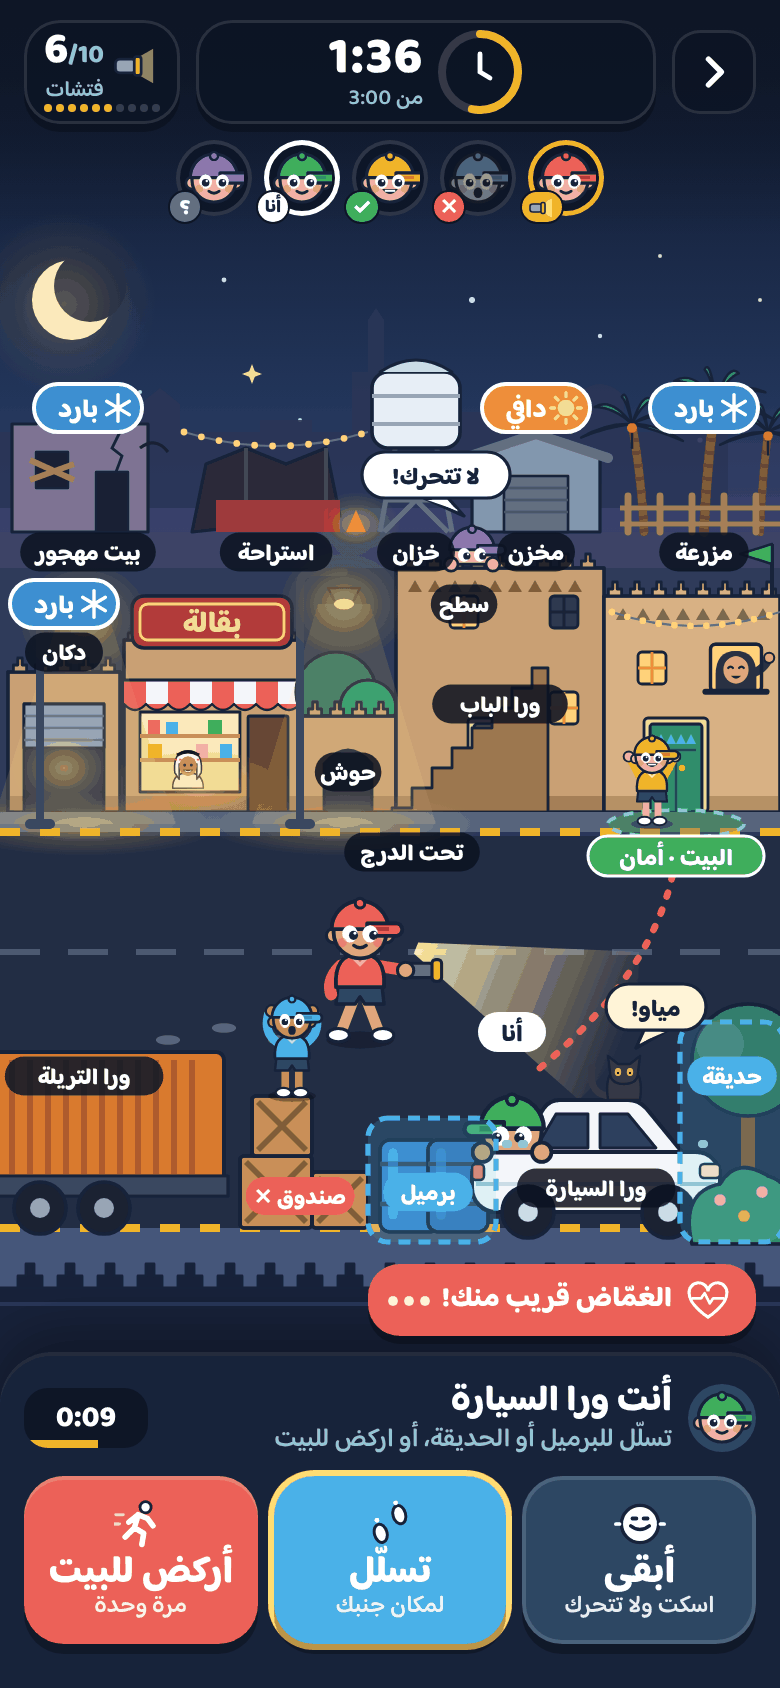 6/10
فتشات
1:36
من 3:00
؟
أنا
بارد
دافي
بارد
لا تتحرك!
بيت مهجور
استراحة
خزان
مخزن
مزرعة
بارد
دكان
بقالة
سطح
ورا الباب
حوش
تحت الدرج
البيت · أمان
أنا
مياو!
ورا التريلة
حديقة
صندوق ×
برميل
ورا السيارة
الغمّاض قريب منك!
أنت ورا السيارة
تسلّل للبرميل أو الحديقة، أو اركض للبيت
0:09
أبقى
اسكت ولا تتحرك
تسلّل
لمكان جنبك
أركض للبيت
مرة وحدة